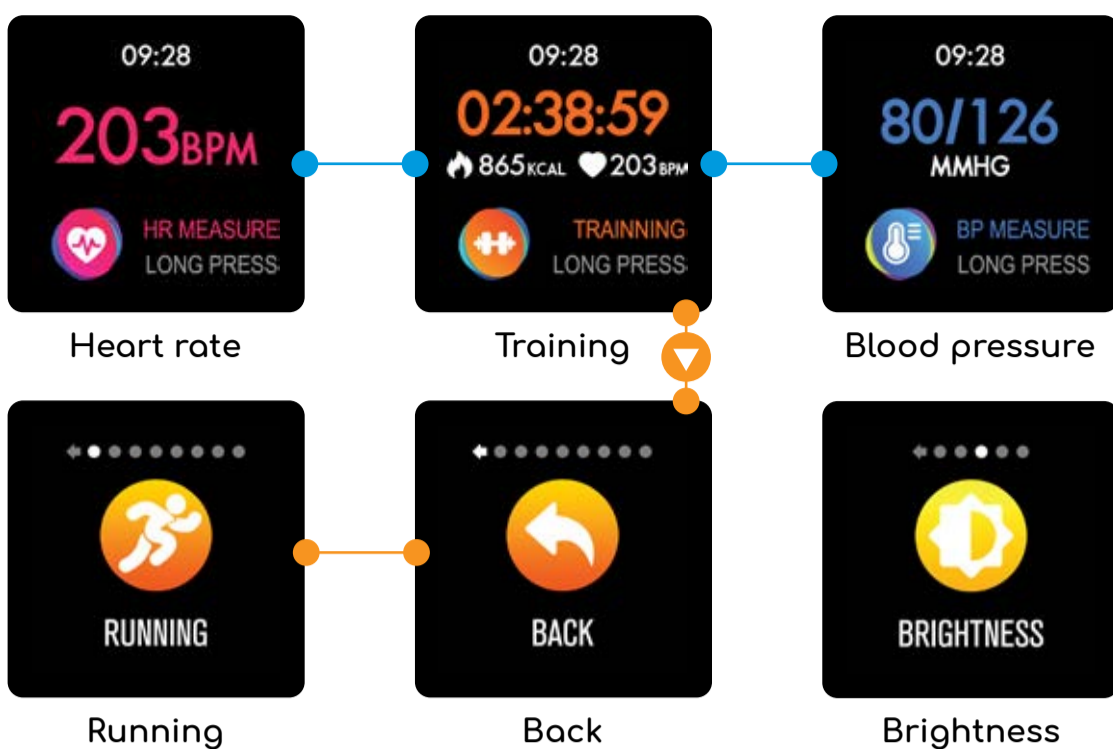 09:28
203BPM
HR MEASURE
LONG PRESS
Heart rate
09:28
02:38:59
865KCAL 203BPM
TRAINNING
LONG PRESS
Training
09:28
80/126
MMHG
BP MEASURE
LONG PRESS
Blood pressure
RUNNING
Running
BACK
Back
BRIGHTNESS
Brightness